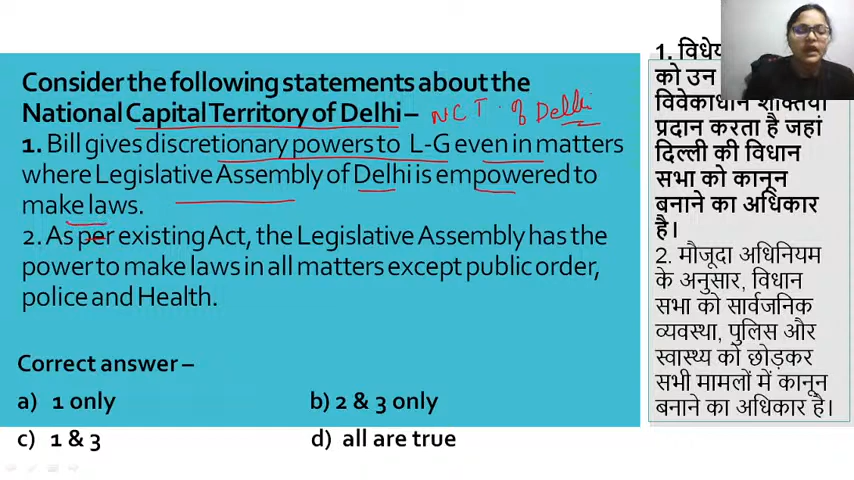 Consider the following statements about the
National Capital Territory of Delhi – NCT of Delhi
1. Bill gives discretionary powers to L-G even in matters
where Legislative Assembly of Delhi is empowered to
make laws.
2. As per existing Act, the Legislative Assembly has the
power to make laws in all matters except public order,
police and Health.
Correct answer –
a) 1 only
b) 2 & 3 only
c) 1 & 3
d) all are true
1. विधेय
को उन
विवेकाधीन शक्तियाँ
प्रदान करता है जहां
दिल्ली की विधान
सभा को कानून
बनाने का अधिकार
है।
2. मौजूदा अधिनियम
के अनुसार, विधान
सभा को सार्वजनिक
व्यवस्था, पुलिस और
स्वास्थ्य को छोड़कर
सभी मामलों में कानून
बनाने का अधिकार है।